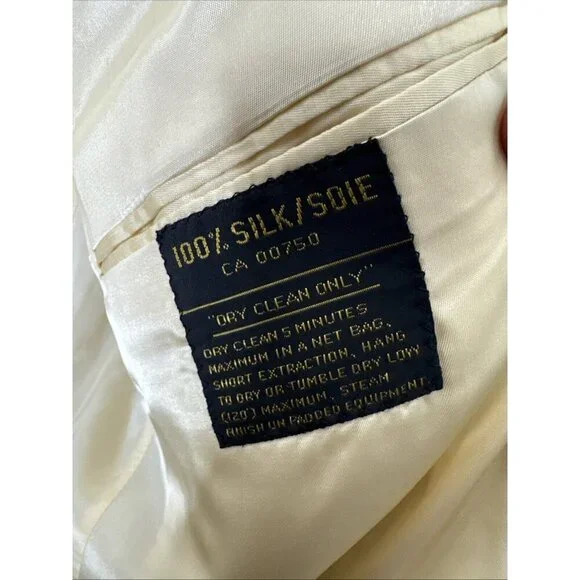 100% SILK/SOIE
CA 00750
"DRY CLEAN ONLY"
DRY CLEAN 5 MINUTES
MAXIMUM IN A NET BAG,
SHORT EXTRACTION, HANG
TO DRY OR TUMBLE DRY LOW
(120°) MAXIMUM, STEAM
FINISH ON PADDED EQUIPMENT